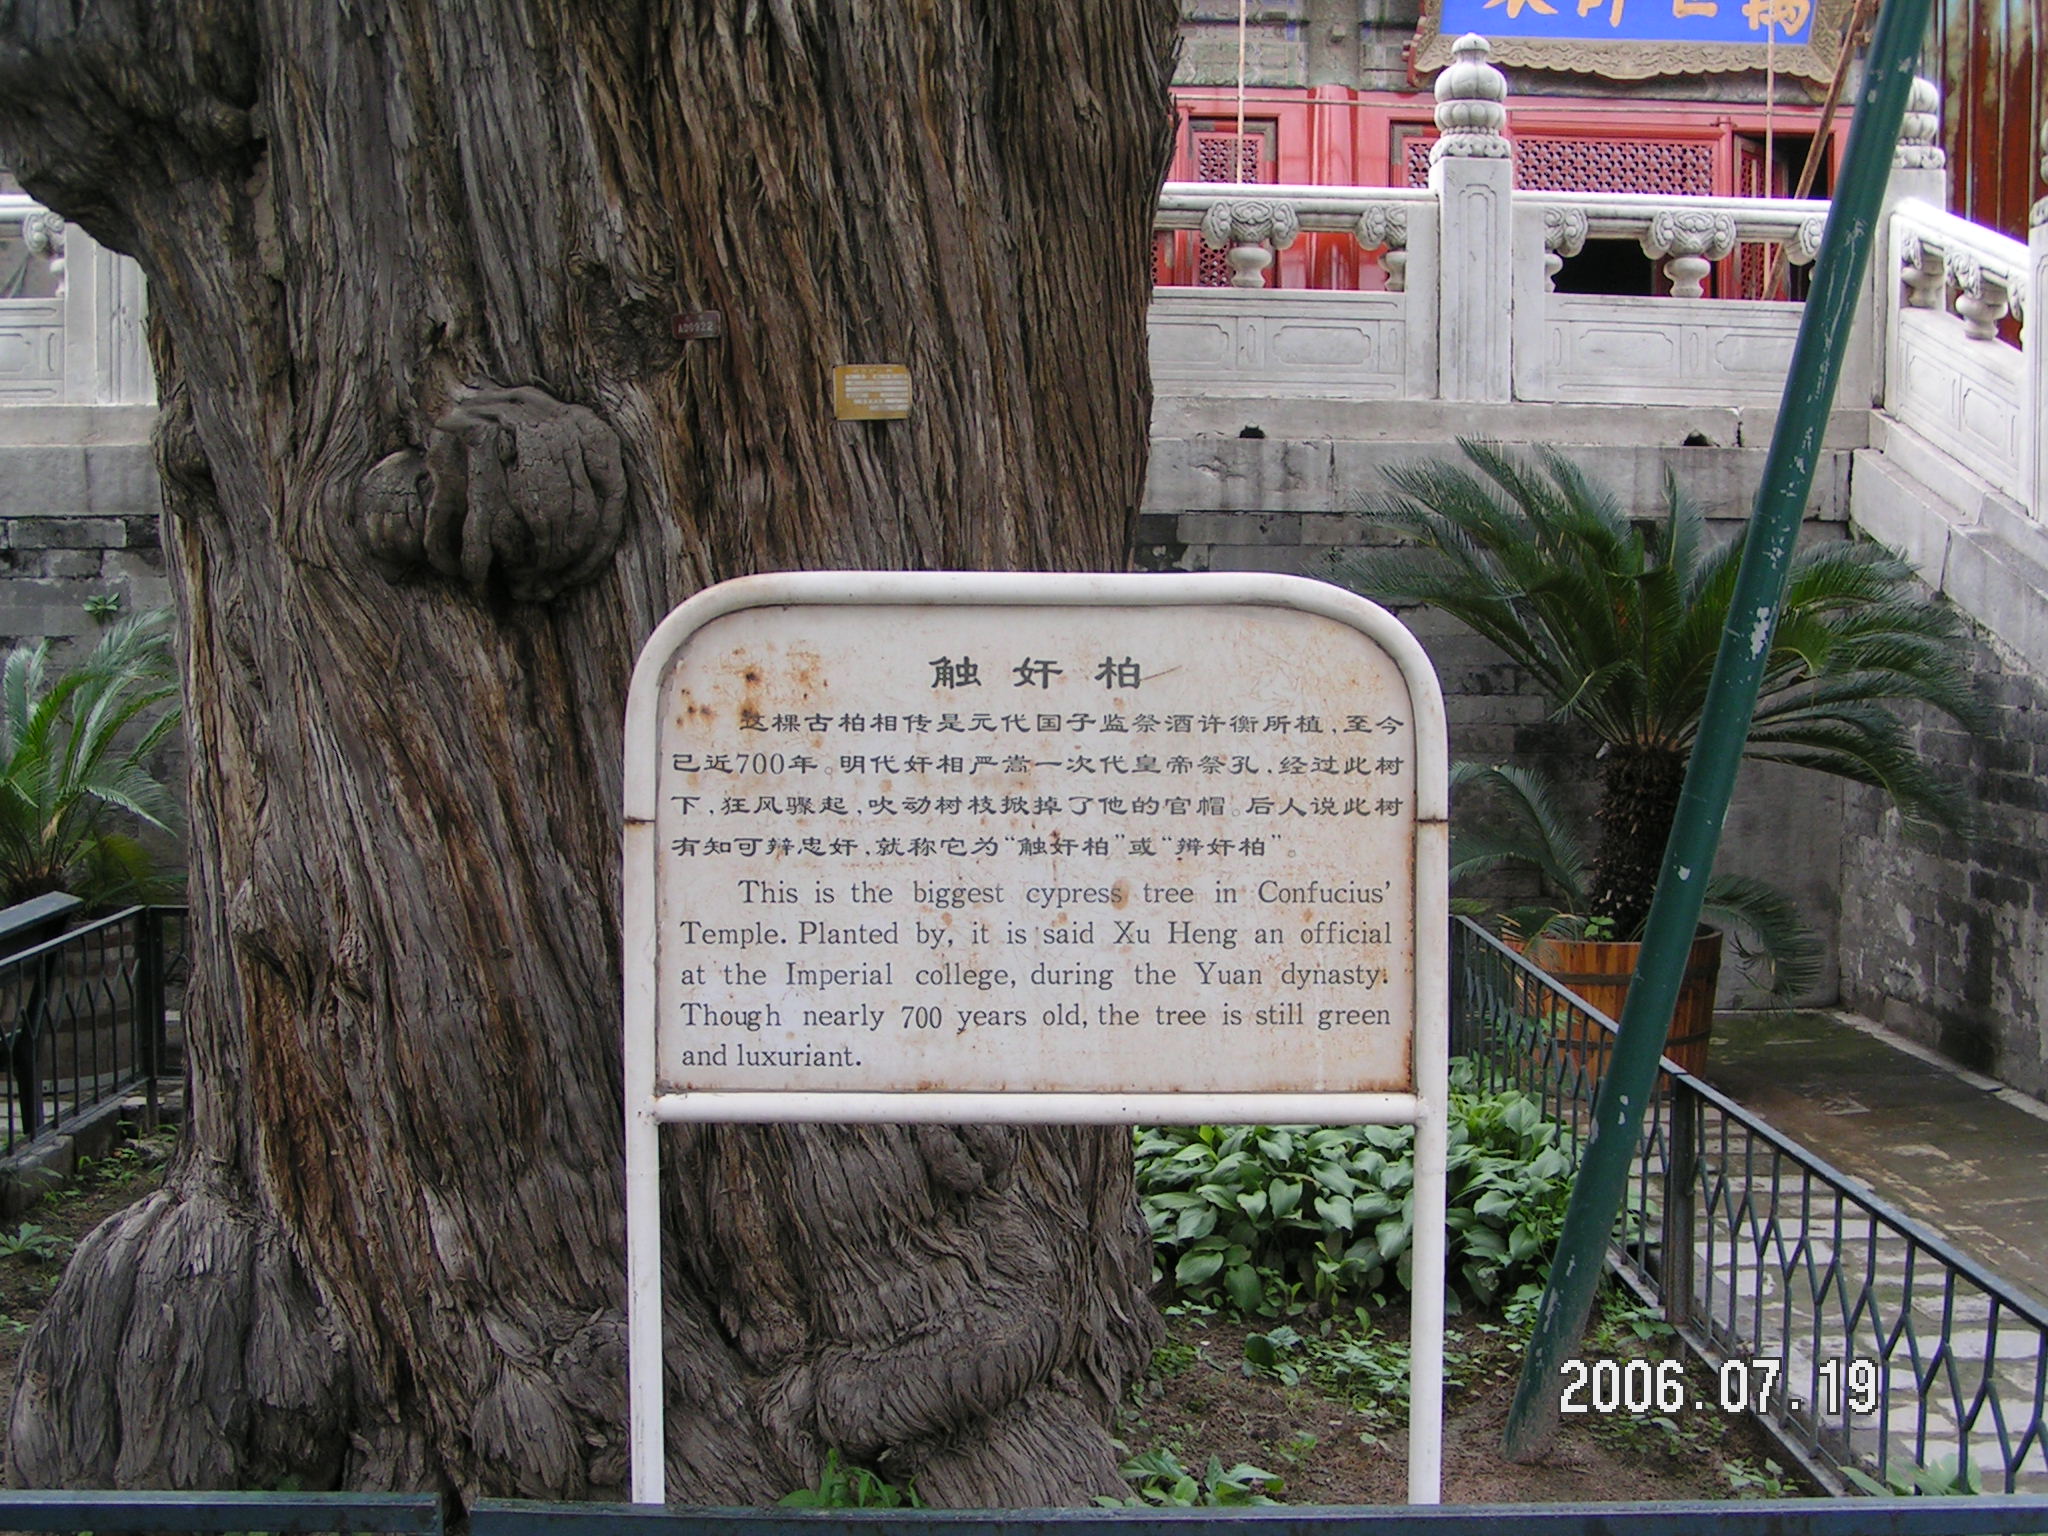 A00922
触奸柏
这棵古柏相传是元代国子监祭酒许衡所植,至今
已近700年。明代奸相严嵩一次代皇帝祭孔,经过此树
下,狂风骤起,吹动树枝掀掉了他的官帽。后人说此树
有知可辩忠奸,就称它为“触奸柏”或“辨奸柏”。
This is the biggest cypress tree in Confucius'
Temple. Planted by, it is said Xu Heng an official
at the Imperial college, during the Yuan dynasty.
Though nearly 700 years old, the tree is still green
and luxuriant.
2006.07.19